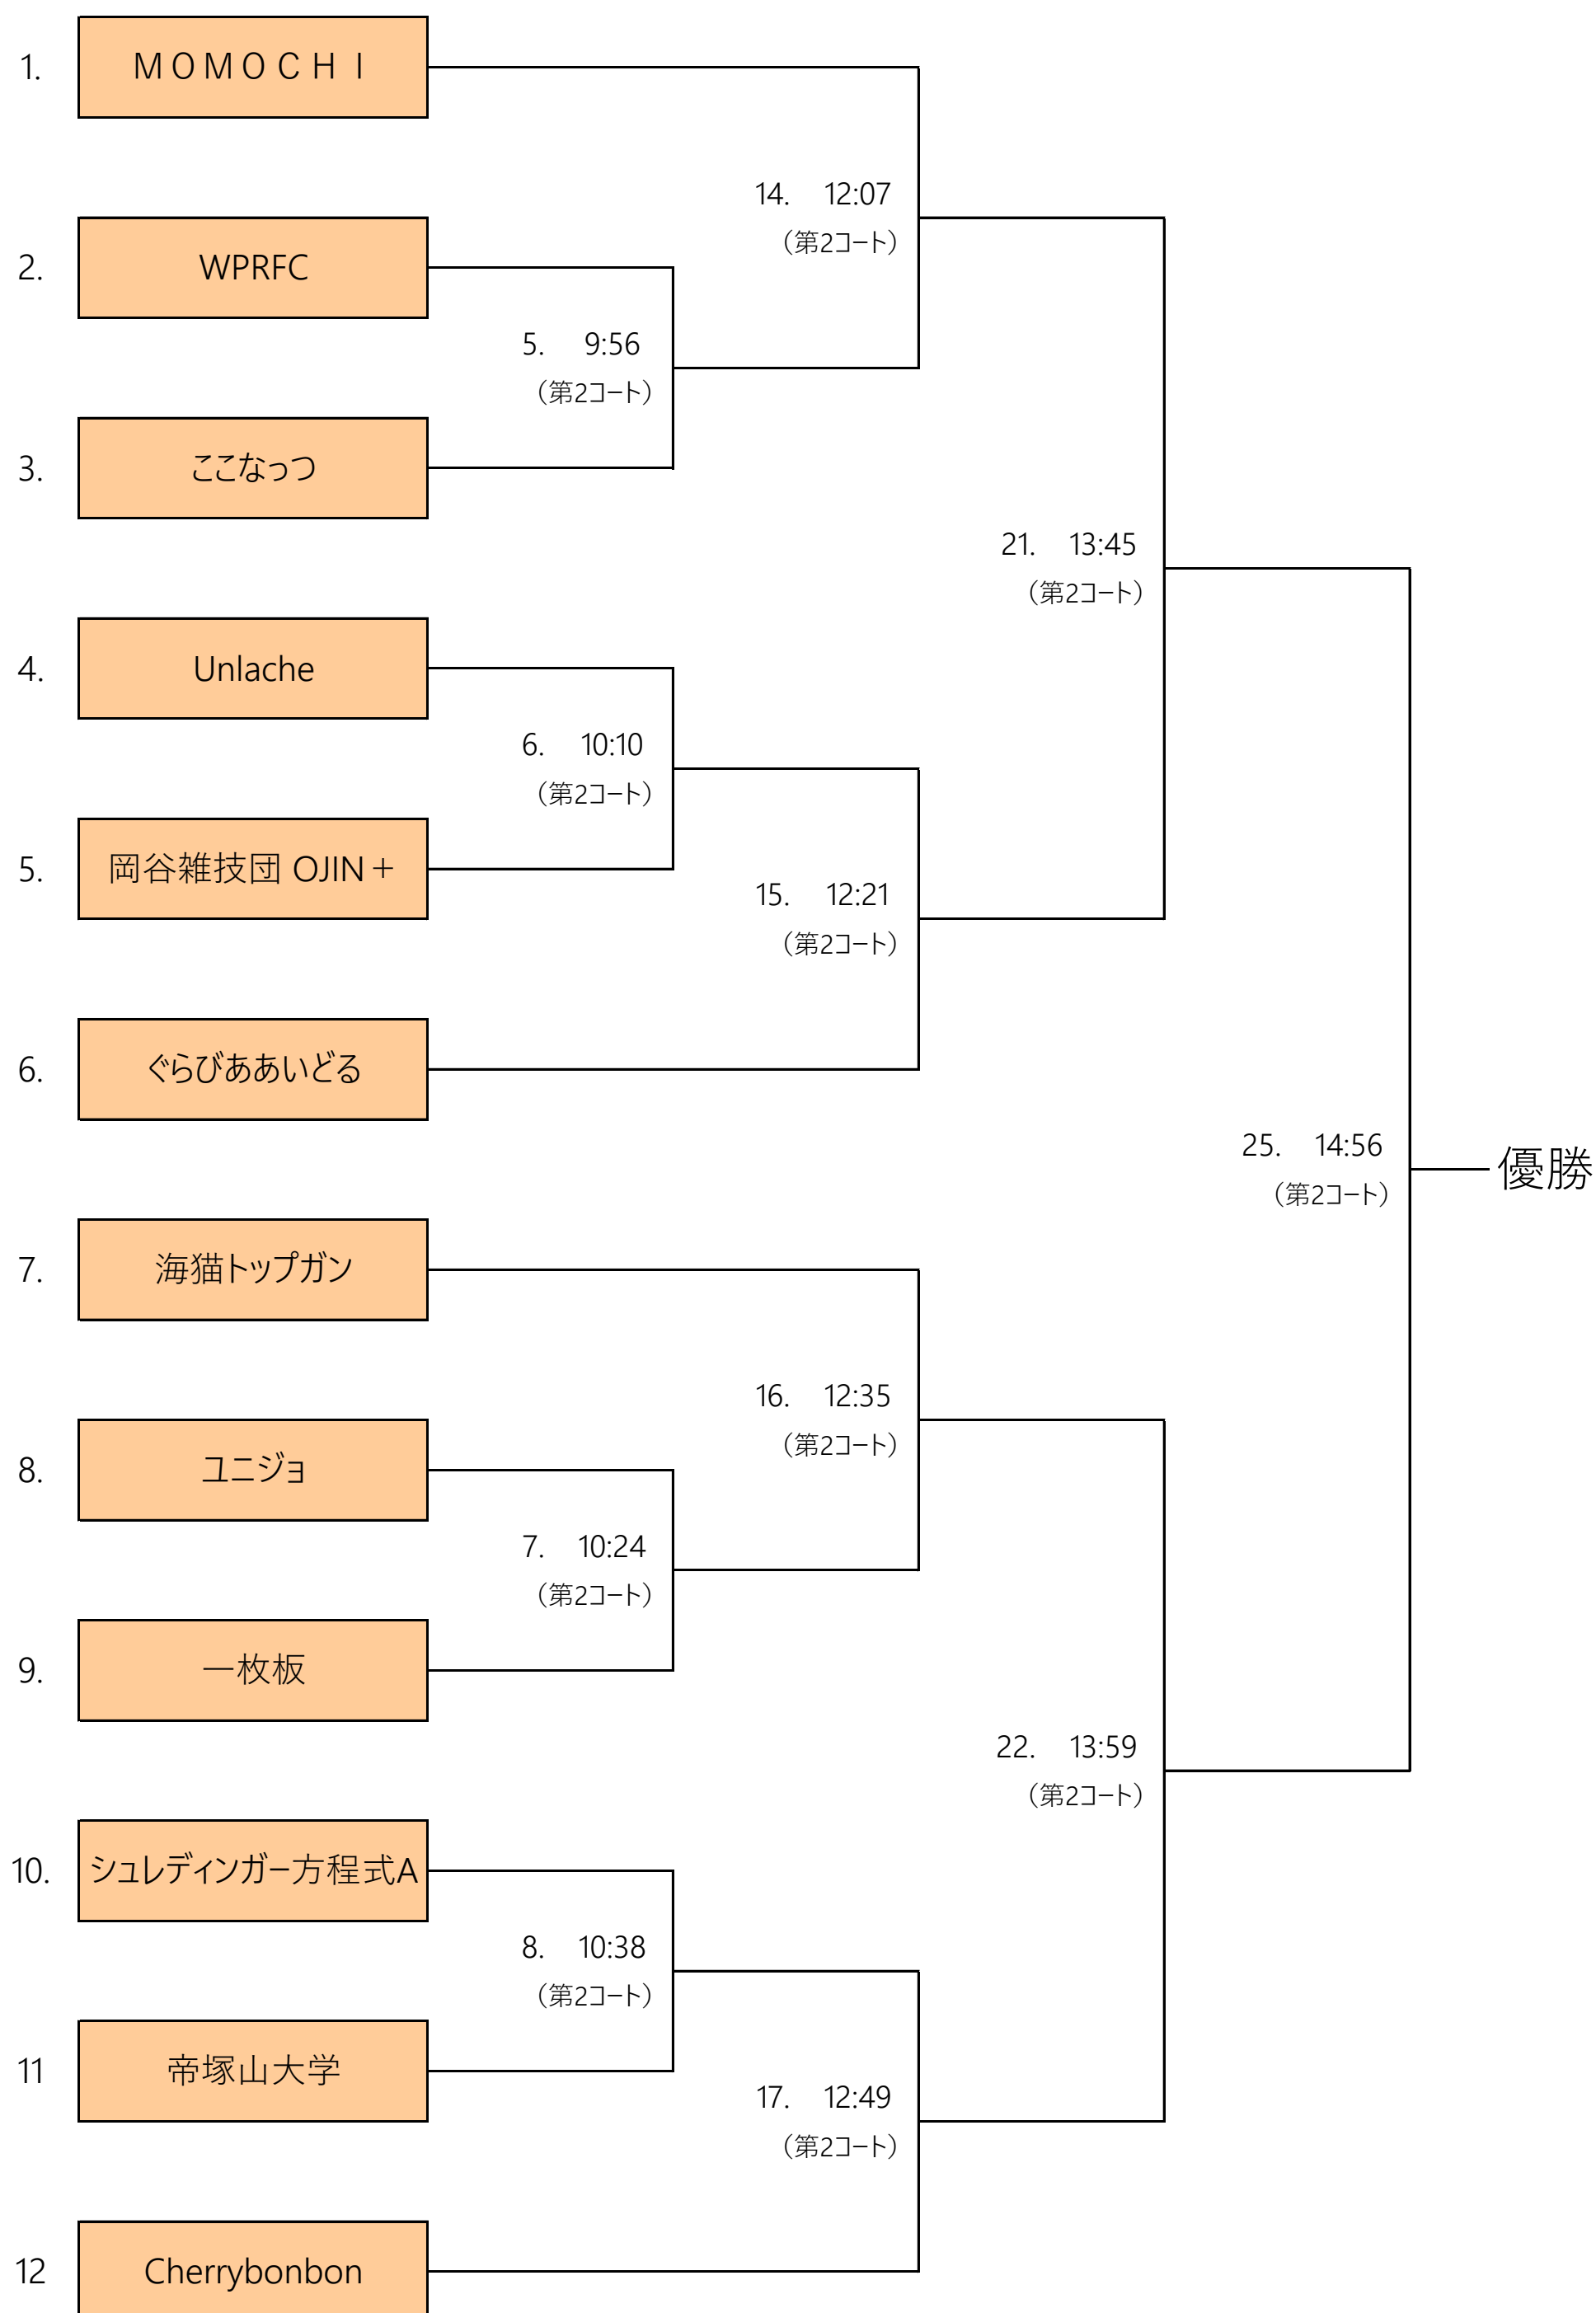 1. ＭＯＭＯＣＨＩ
14. 12:07
（第2コート）
2. WPRFC
5. 9:56
（第2コート）
3. ここなっつ
21. 13:45
（第2コート）
4. Unlache
6. 10:10
（第2コート）
5. 岡谷雑技団 OJIN＋
15. 12:21
（第2コート）
6. ぐらびああいどる
25. 14:56
（第2コート）
優勝
7. 海猫トップガン
16. 12:35
（第2コート）
8. ユニジョ
7. 10:24
（第2コート）
9. 一枚板
22. 13:59
（第2コート）
10. シュレディンガー方程式A
8. 10:38
（第2コート）
11 帝塚山大学
17. 12:49
（第2コート）
12 Cherrybonbon